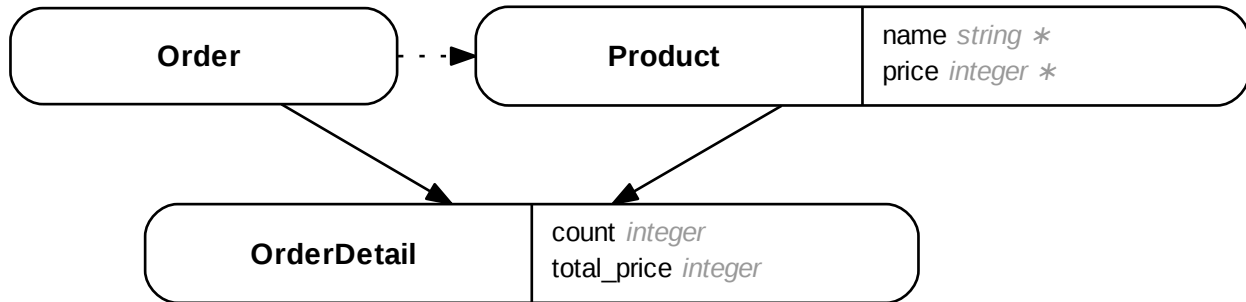 Order
Product
name string ∗
price integer ∗
OrderDetail
count integer
total_price integer